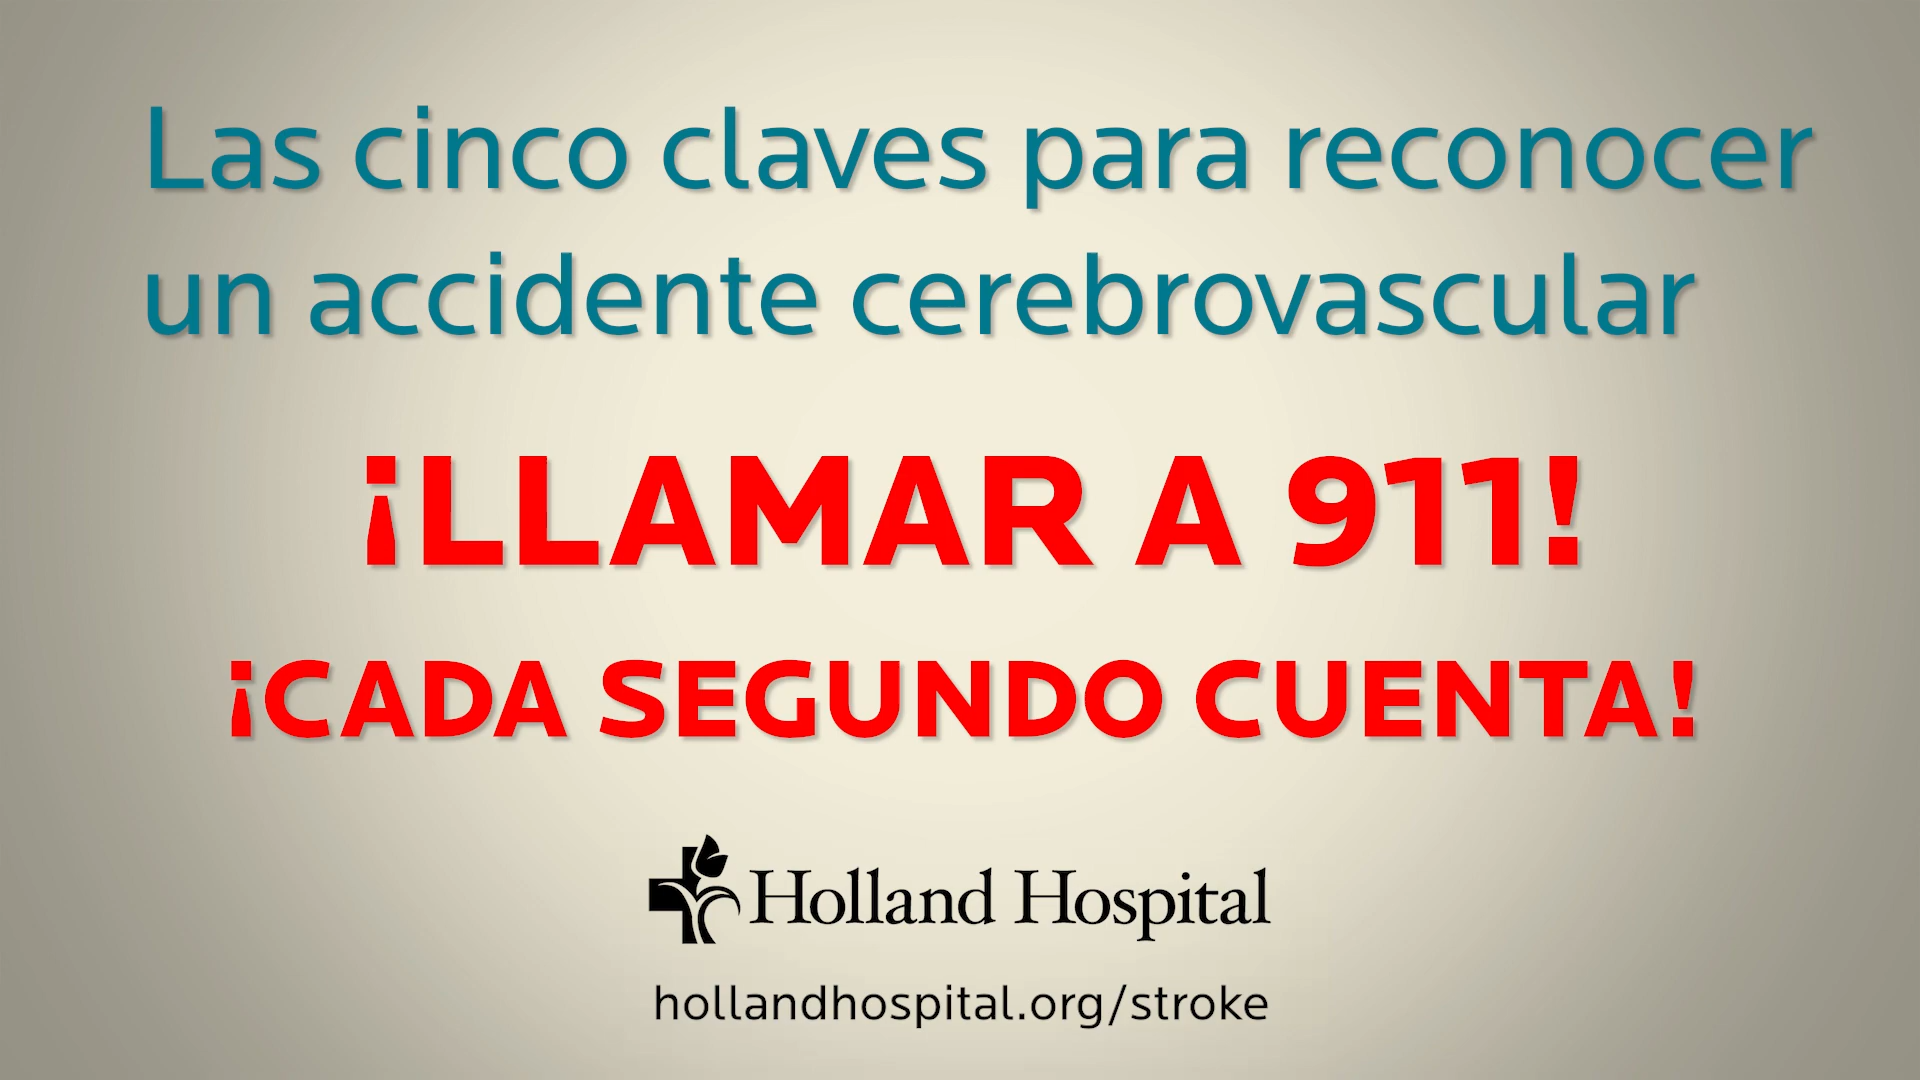 Las cinco claves para reconocer
un accidente cerebrovascular
¡LLAMAR A 911!
¡CADA SEGUNDO CUENTA!
Holland Hospital
hollandhospital.org/stroke